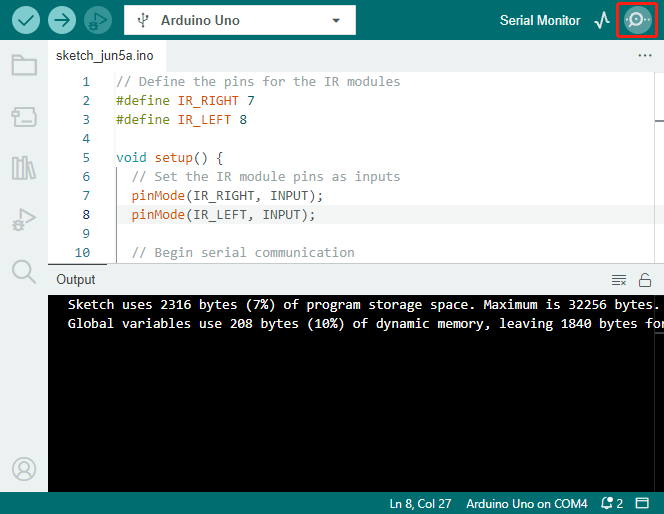 Arduino Uno
Serial Monitor
sketch_jun5a.ino
1 // Define the pins for the IR modules
2 #define IR_RIGHT 7
3 #define IR_LEFT 8
4
5 void setup() {
6 // Set the IR module pins as inputs
7 pinMode(IR_RIGHT, INPUT);
8 pinMode(IR_LEFT, INPUT);
9
10 // Begin serial communication
Output
Sketch uses 2316 bytes (7%) of program storage space. Maximum is 32256 bytes.
Global variables use 208 bytes (10%) of dynamic memory, leaving 1840 bytes for
Ln 8, Col 27 Arduino Uno on COM4 2